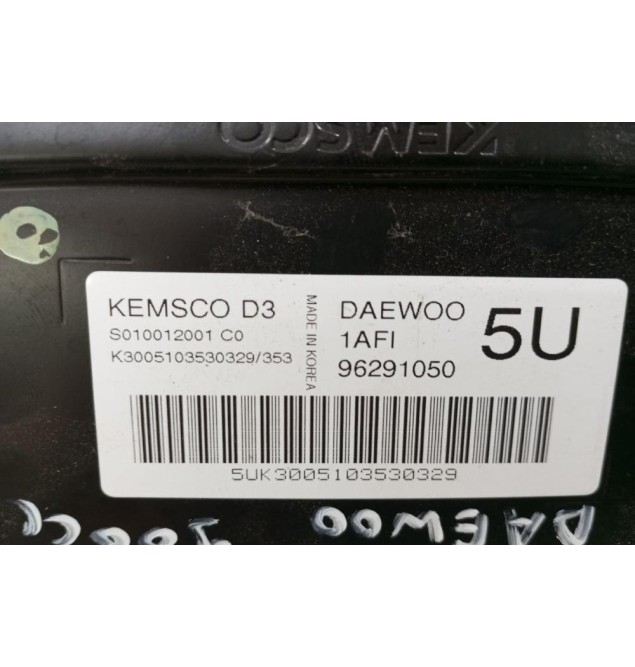 KEMSCO
KEMSCO D3
S010012001 C0
K3005103530329/353
MADE IN KOREA
DAEWOO
1AFI
96291050
5U
5UK3005103530329
DAEWOO